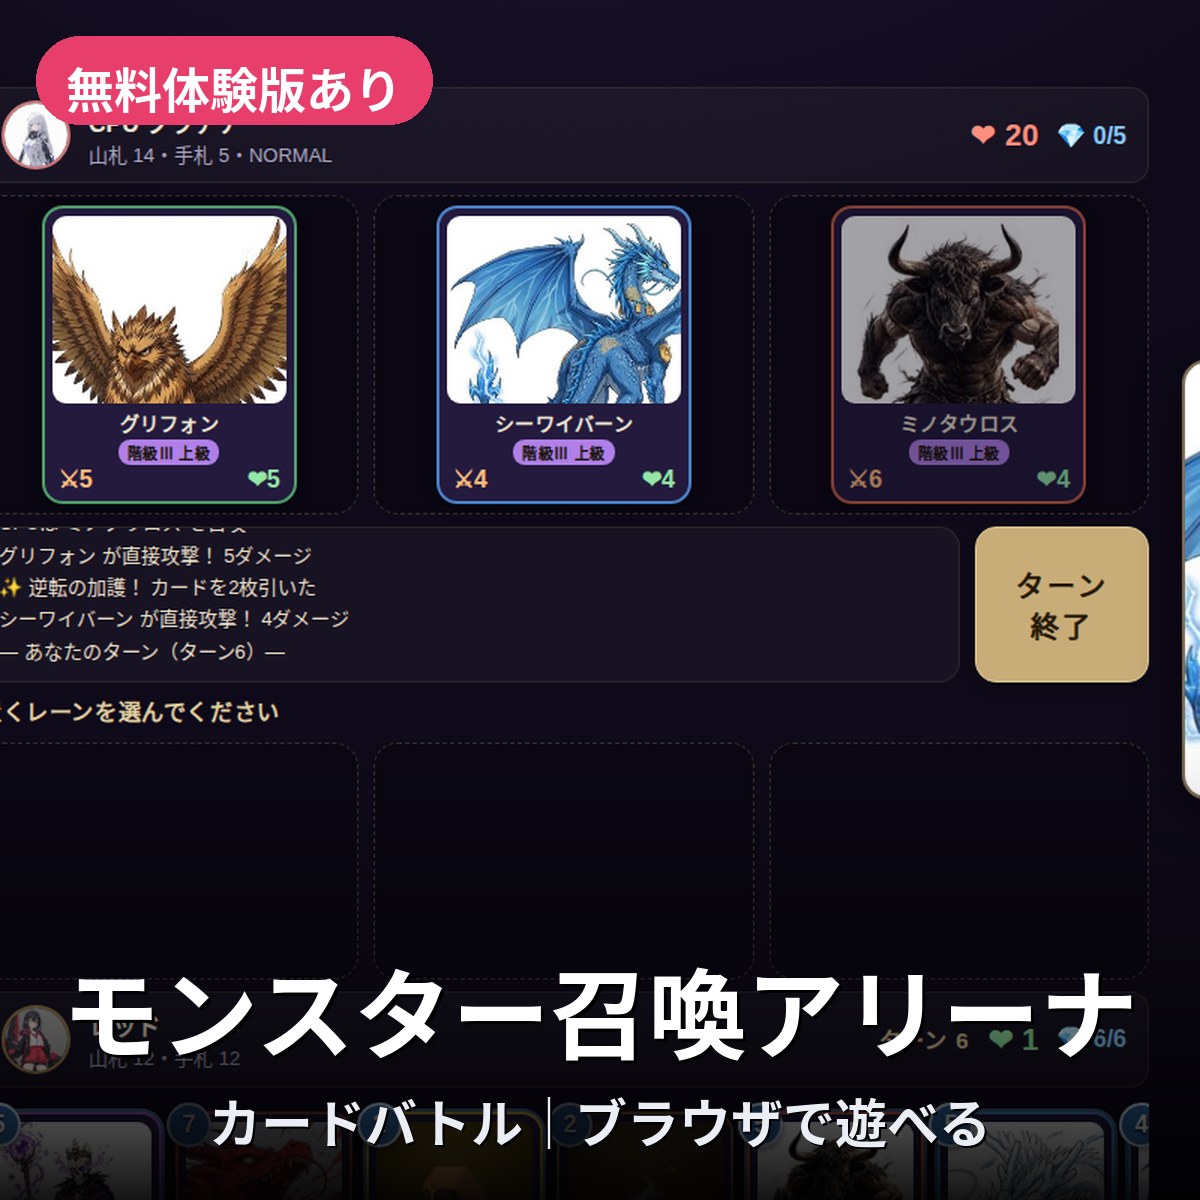 無料体験版あり
山札 14・手札 5・NORMAL
❤ 20 💎 0/5
グリフォン
階級Ⅲ 上級
⚔5 ❤5
シーワイバーン
階級Ⅲ 上級
⚔4 ❤4
ミノタウロス
階級Ⅲ 上級
⚔6 ❤4
グリフォン が直接攻撃！ 5ダメージ
✨ 逆転の加護！ カードを2枚引いた
シーワイバーン が直接攻撃！ 4ダメージ
— あなたのターン（ターン6）—
ターン
終了
くレーンを選んでください
モンスター召喚アリーナ
ターン 6 ❤ 1 💎 6/6
山札 12・手札 12
カードバトル｜ブラウザで遊べる
7
2
4